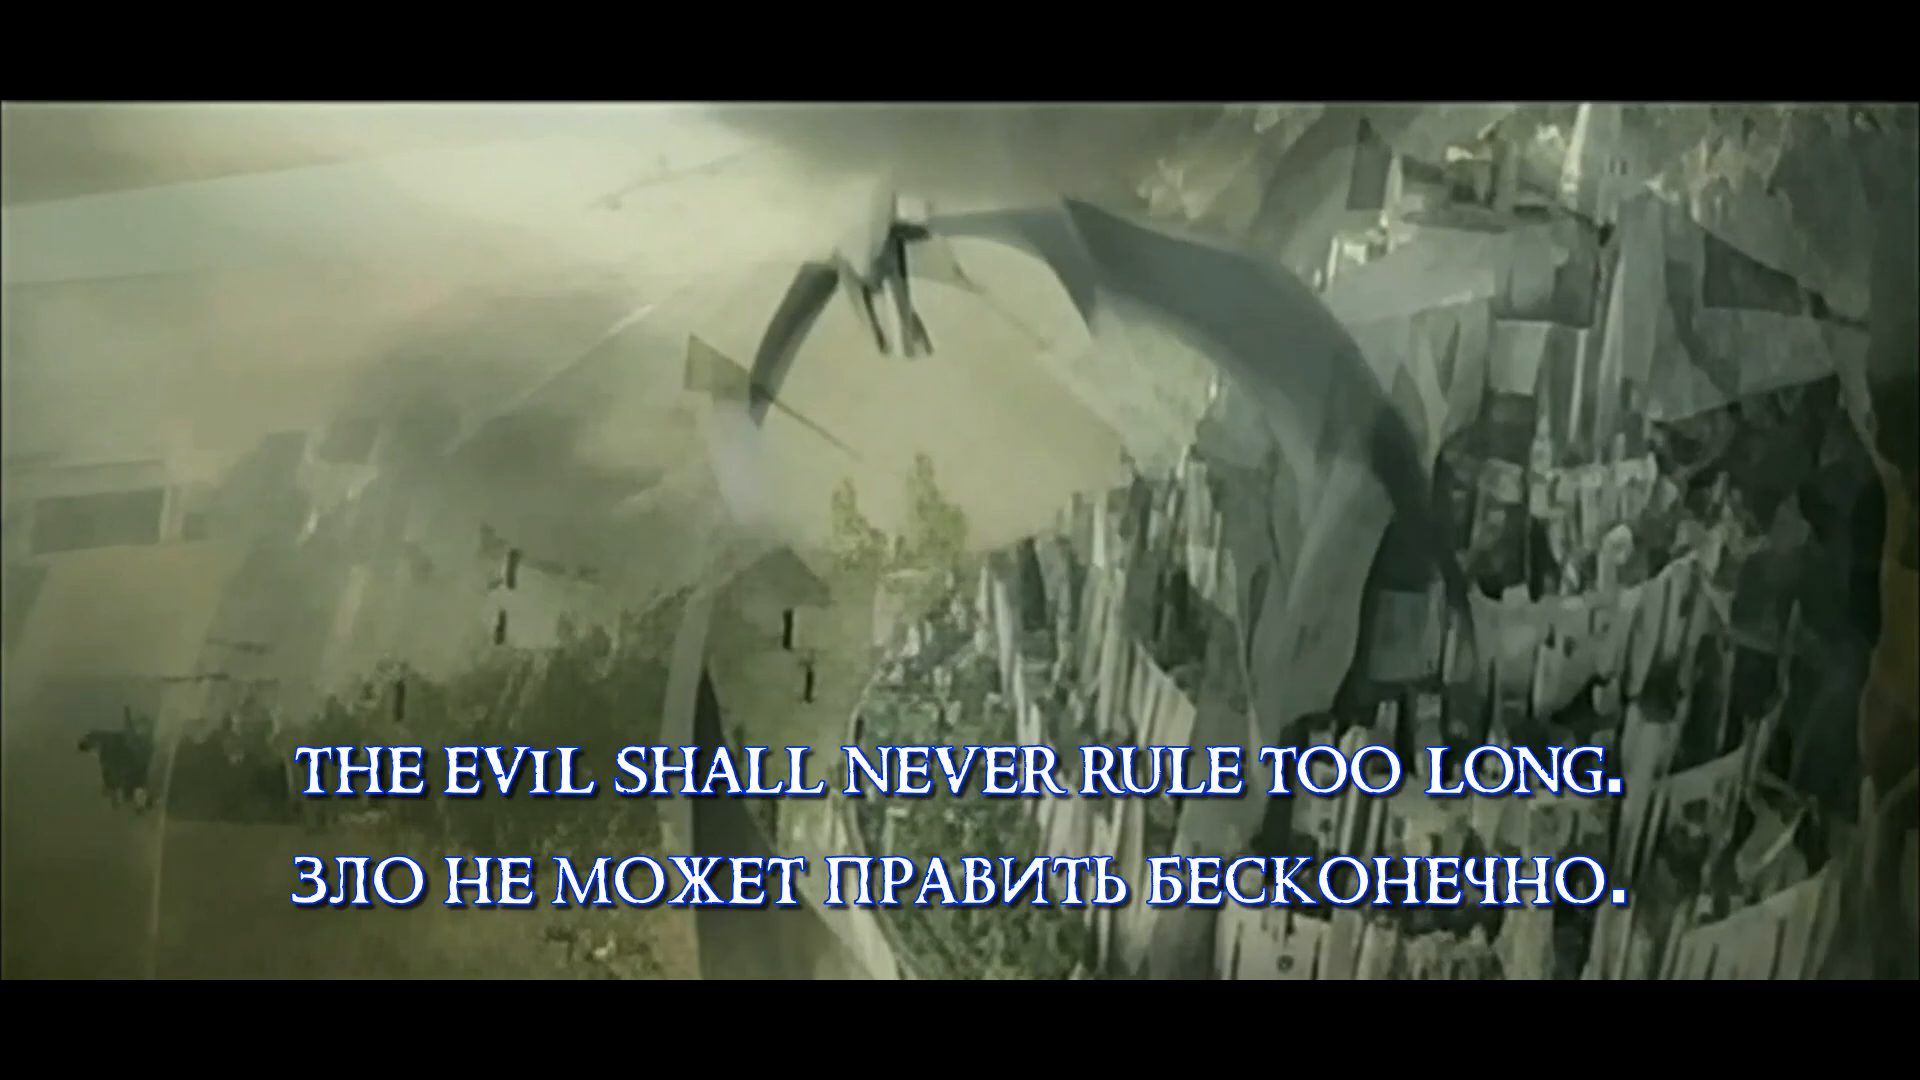 THE EVIL SHALL NEVER RULE TOO LONG.
ЗЛО НЕ МОЖЕТ ПРАВИТЬ БЕСКОНЕЧНО.